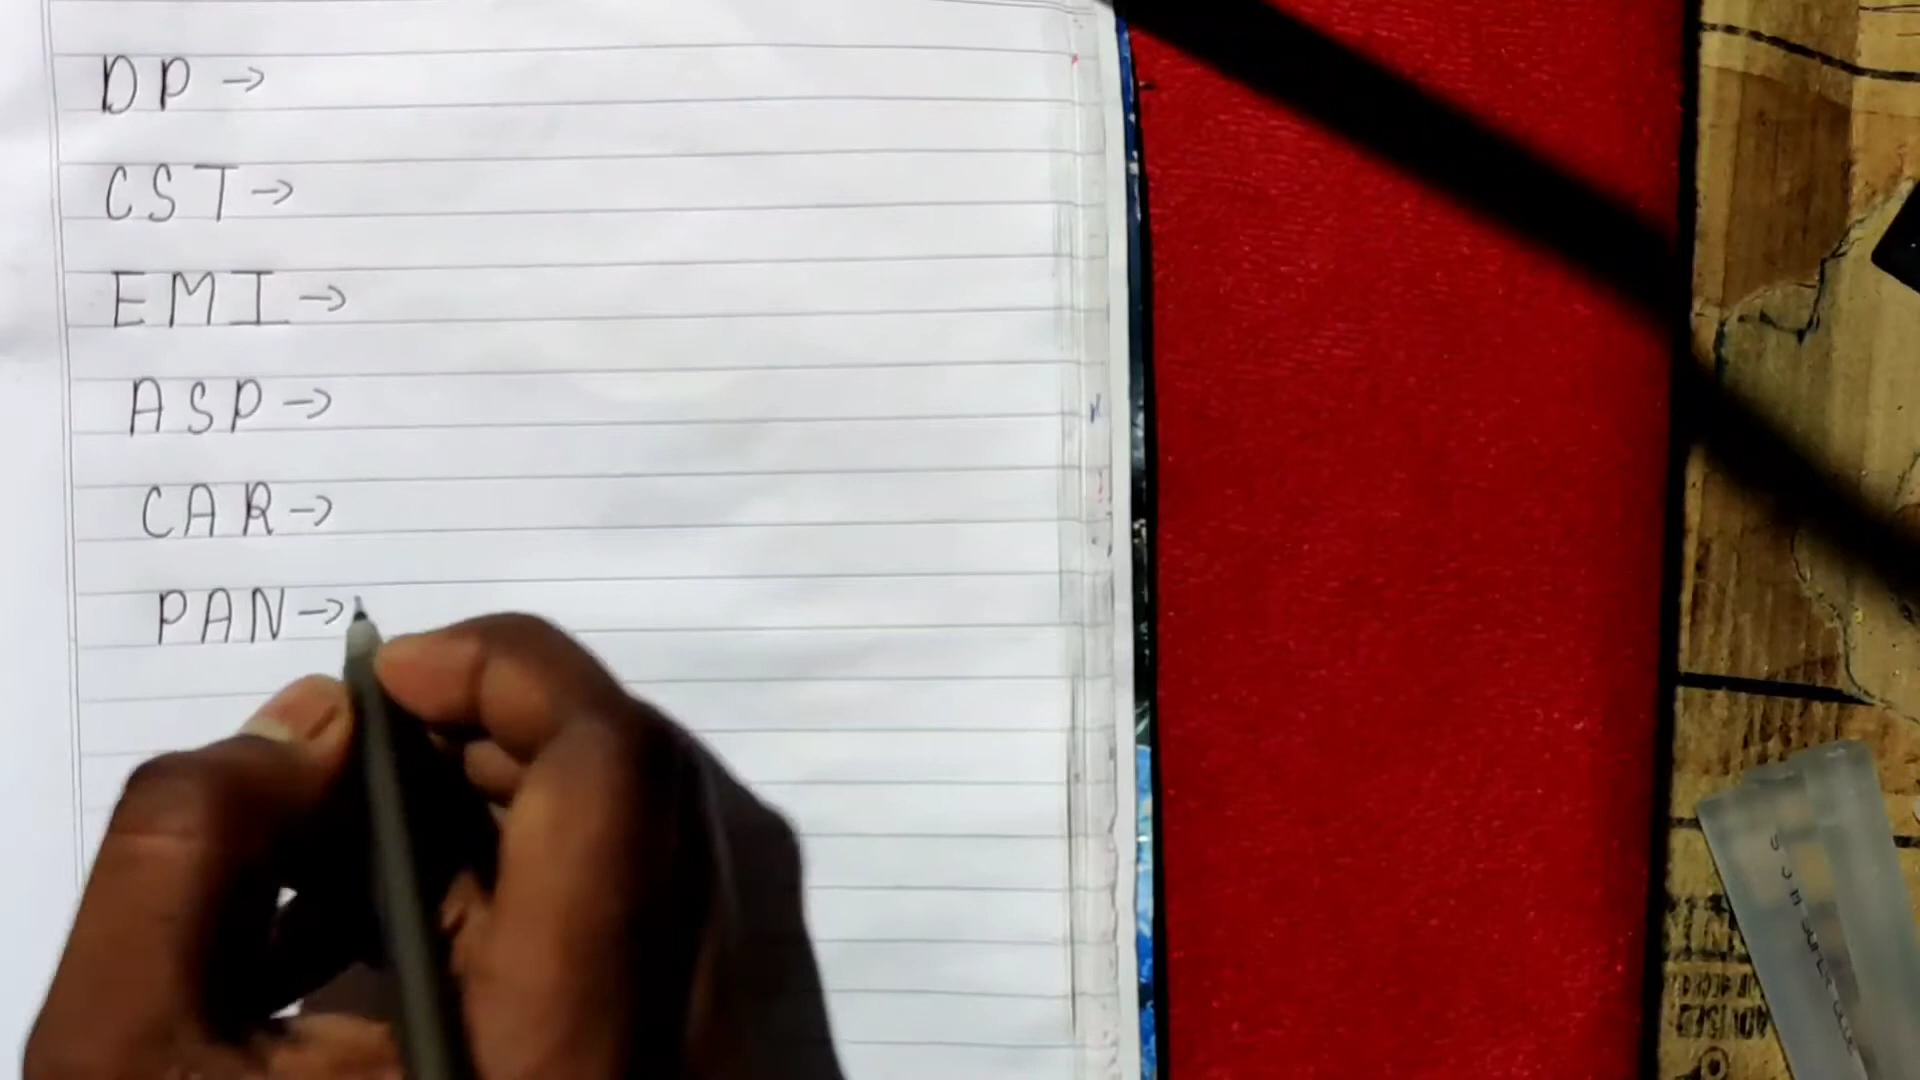 DP →
CST →
EMI →
ASP →
CAR →
PAN →